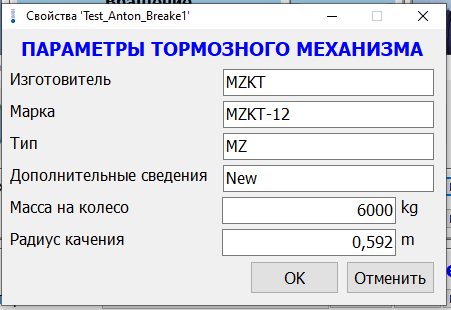 Свойства 'Test_Anton_Breake1'
ПАРАМЕТРЫ ТОРМОЗНОГО МЕХАНИЗМА
Изготовитель MZKT
Марка MZKT-12
Тип MZ
Дополнительные сведения New
Масса на колесо 6000 kg
Радиус качения 0,592 m
OK Отменить